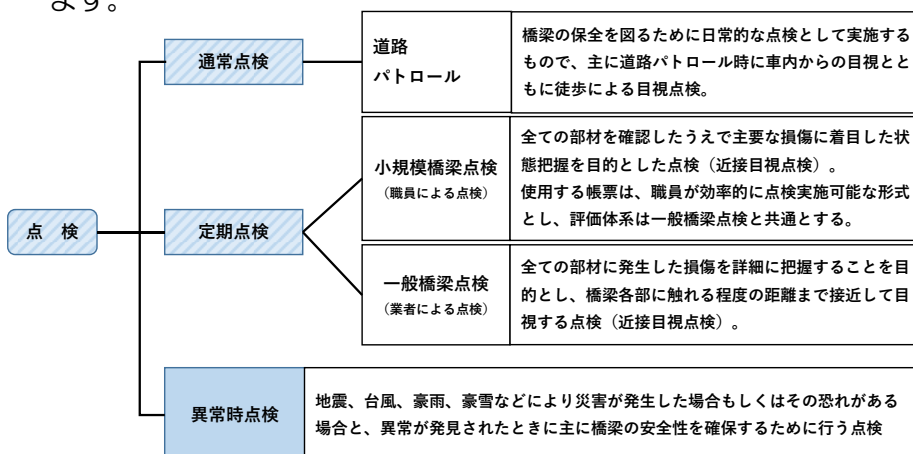 ます。
点　検
通常点検
道路
パトロール
橋梁の保全を図るために日常的な点検として実施する
もので、主に道路パトロール時に車内からの目視とと
もに徒歩による目視点検。
定期点検
小規模橋梁点検
（職員による点検）
全ての部材を確認したうえで主要な損傷に着目した状
態把握を目的とした点検（近接目視点検）。
使用する帳票は、職員が効率的に点検実施可能な形式
とし、評価体系は一般橋梁点検と共通とする。
一般橋梁点検
（業者による点検）
全ての部材に発生した損傷を詳細に把握することを目
的とし、橋梁各部に触れる程度の距離まで接近して目
視する点検（近接目視点検）。
異常時点検
地震、台風、豪雨、豪雪などにより災害が発生した場合もしくはその恐れがある
場合と、異常が発見されたときに主に橋梁の安全性を確保するために行う点検